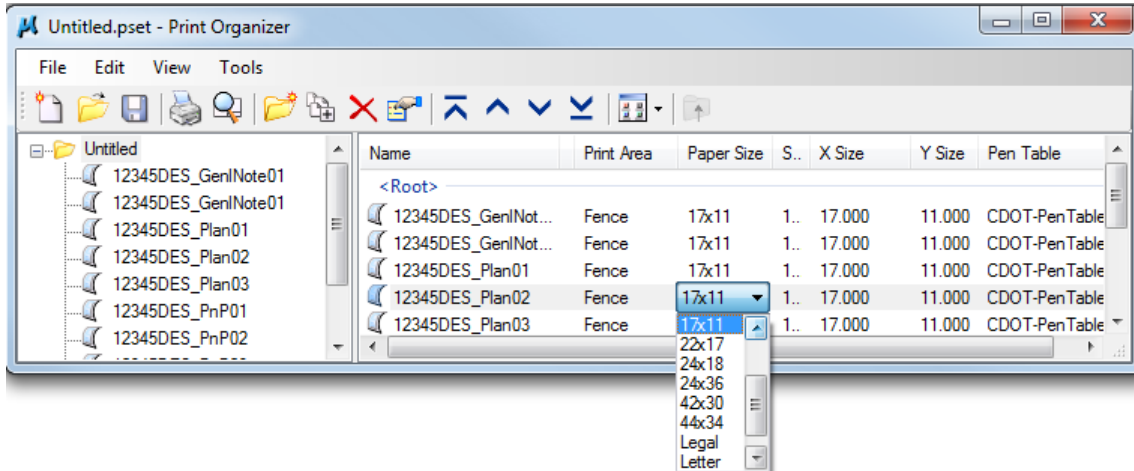 Untitled.pset - Print Organizer
File Edit View Tools
Untitled
12345DES_GenlNote01
12345DES_GenlNote01
12345DES_Plan01
12345DES_Plan02
12345DES_Plan03
12345DES_PnP01
12345DES_PnP02
Name Print Area Paper Size S.. X Size Y Size Pen Table
<Root>
12345DES_GenlNot... Fence 17x11 1.. 17.000 11.000 CDOT-PenTable
12345DES_GenlNot... Fence 17x11 1.. 17.000 11.000 CDOT-PenTable
12345DES_Plan01 Fence 17x11 1.. 17.000 11.000 CDOT-PenTable
12345DES_Plan02 Fence 17x11 1.. 17.000 11.000 CDOT-PenTable
12345DES_Plan03 Fence 17x11 1.. 17.000 11.000 CDOT-PenTable
22x17
24x18
24x36
42x30
44x34
Legal
Letter